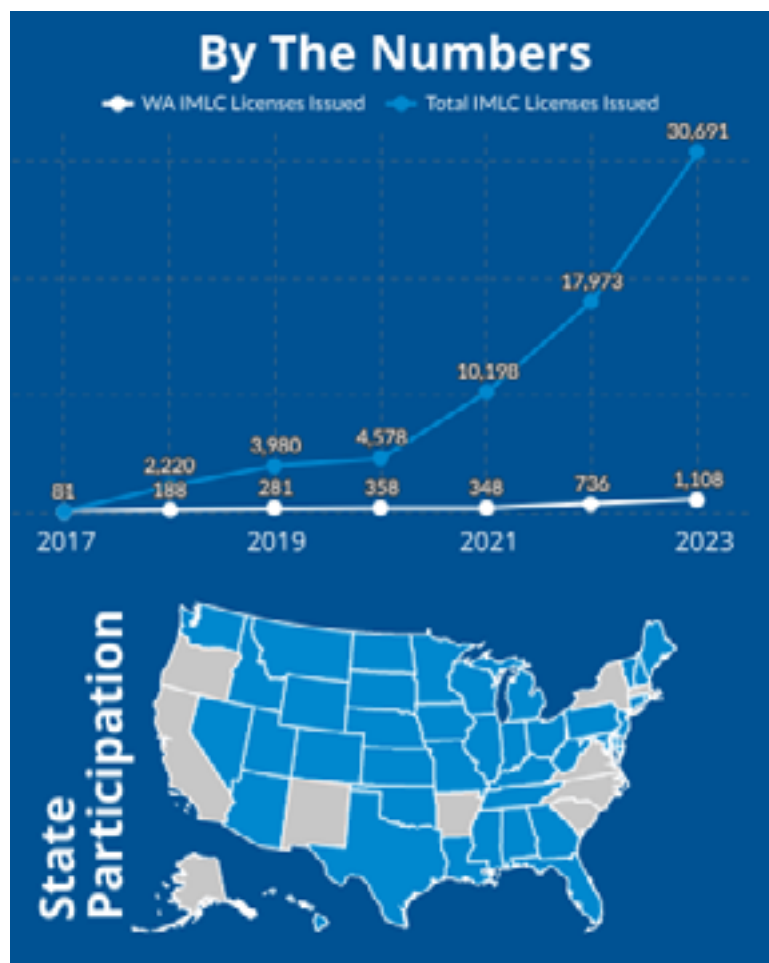 By The Numbers
WA IMLC Licenses Issued Total IMLC Licenses Issued
30,691
17,973
10,198
4,578
3,980
2,220
81 188 281 358 348 736 1,108
2017 2019 2021 2023
State
Participation